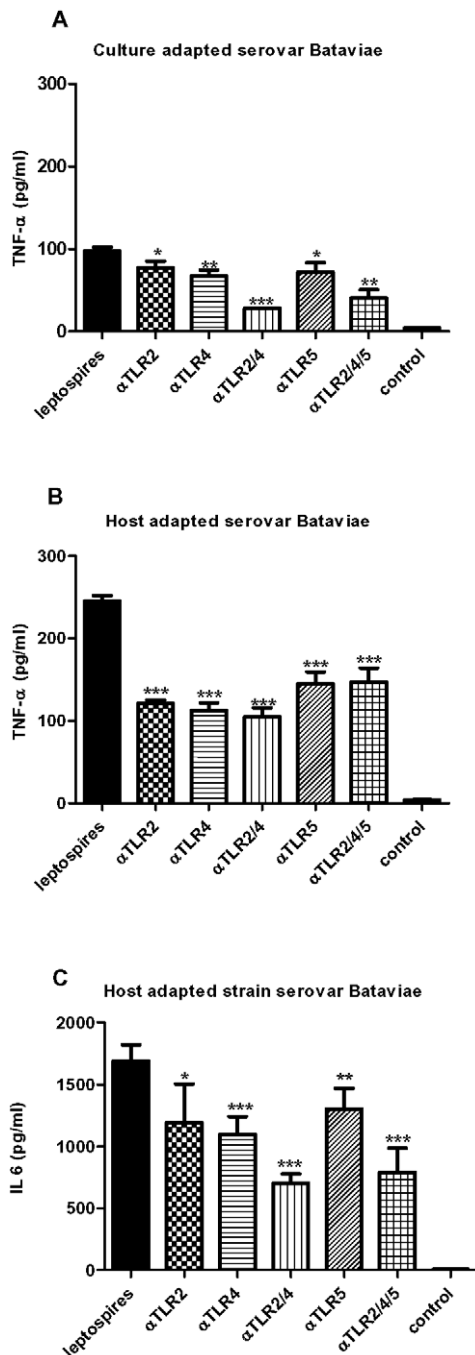 A
Culture adapted serovar Bataviae
TNF-α (pg/ml)
300
200
100
0
* ** *** * **
leptospires αTLR2 αTLR4 αTLR2/4 αTLR5 αTLR2/4/5 control
B
Host adapted serovar Bataviae
TNF-α (pg/ml)
300
200
100
0
*** *** *** *** ***
leptospires αTLR2 αTLR4 αTLR2/4 αTLR5 αTLR2/4/5 control
C
Host adapted strain serovar Bataviae
IL 6 (pg/ml)
2000
1500
1000
500
0
* *** *** ** ***
leptospires αTLR2 αTLR4 αTLR2/4 αTLR5 αTLR2/4/5 control